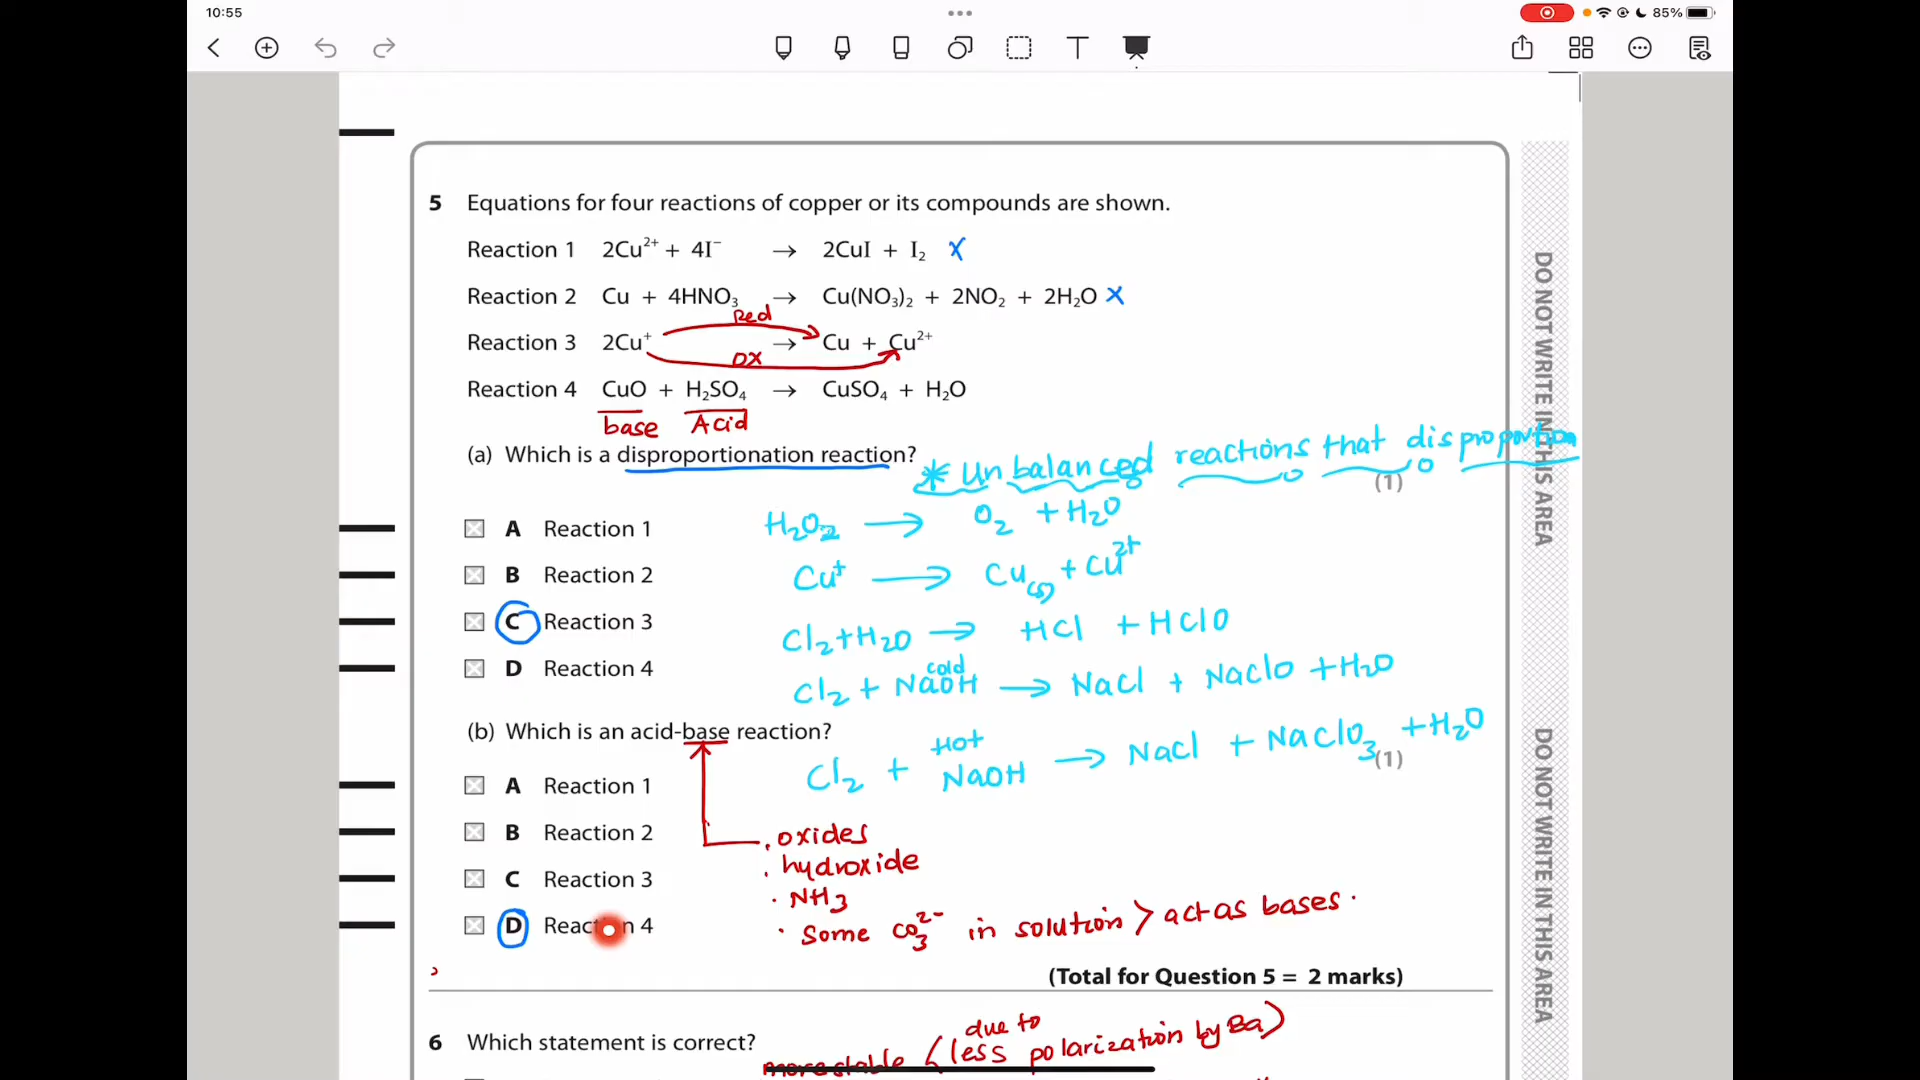 10:55
85%
5 Equations for four reactions of copper or its compounds are shown.
Reaction 1 2Cu²⁺ + 4I⁻ → 2CuI + I₂ X
Reaction 2 Cu + 4HNO₃ → Cu(NO₃)₂ + 2NO₂ + 2H₂O X
Red
Reaction 3 2Cu⁺ → Cu + Cu²⁺
OX
Reaction 4 CuO + H₂SO₄ → CuSO₄ + H₂O
base Acid
(a) Which is a disproportionation reaction?
* Unbalanced reactions that disproportion
(1)
H₂O₂ → O₂ + H₂O
A Reaction 1
Cu⁺ → Cu(s) + Cu²⁺
B Reaction 2
Cl₂ + H₂O → HCl + HClO
C Reaction 3
cold
Cl₂ + NaOH → NaCl + NaClO + H₂O
D Reaction 4
(b) Which is an acid-base reaction?
Hot
Cl₂ + NaOH → NaCl + NaClO₃ + H₂O
(1)
A Reaction 1
B Reaction 2
C Reaction 3
D Reaction 4
· oxides
· hydroxide
· NH₃
· Some CO₃²⁻ in solution > act as bases ·
(Total for Question 5 = 2 marks)
6 Which statement is correct?
due to
more stable (less polarization by Ba)
DO NOT WRITE IN THIS AREA
DO NOT WRITE IN THIS AREA